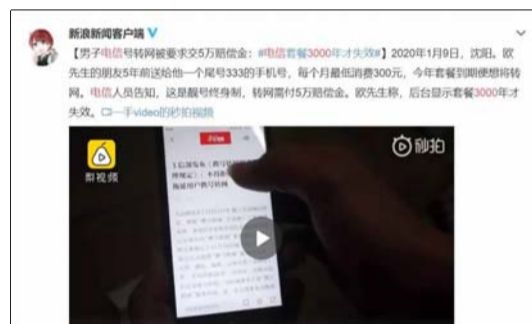 新浪新闻客户端
【男子电信号转网被要求交5万赔偿金：#电信套餐3000年才失效#】2020年1月9日，沈阳。欧
先生的朋友5年前送给他一个尾号333的手机号，每个月最低消费300元，今年套餐到期便想将转
网。电信人员告知，这是靓号终身制，转网需付5万赔偿金。欧先生称，后台显示套餐3000年才
失效。一手video的秒拍视频
梨视频
秒拍